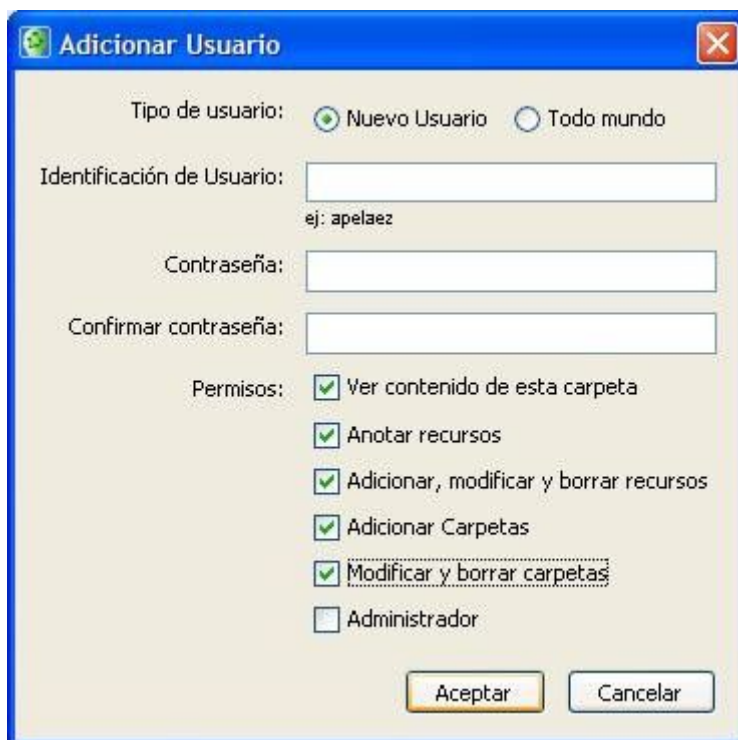 Adicionar Usuario
Tipo de usuario: Nuevo Usuario Todo mundo
Identificación de Usuario:
ej: apelaez
Contraseña:
Confirmar contraseña:
Permisos: Ver contenido de esta carpeta
Anotar recursos
Adicionar, modificar y borrar recursos
Adicionar Carpetas
Modificar y borrar carpetas
Administrador
Aceptar Cancelar